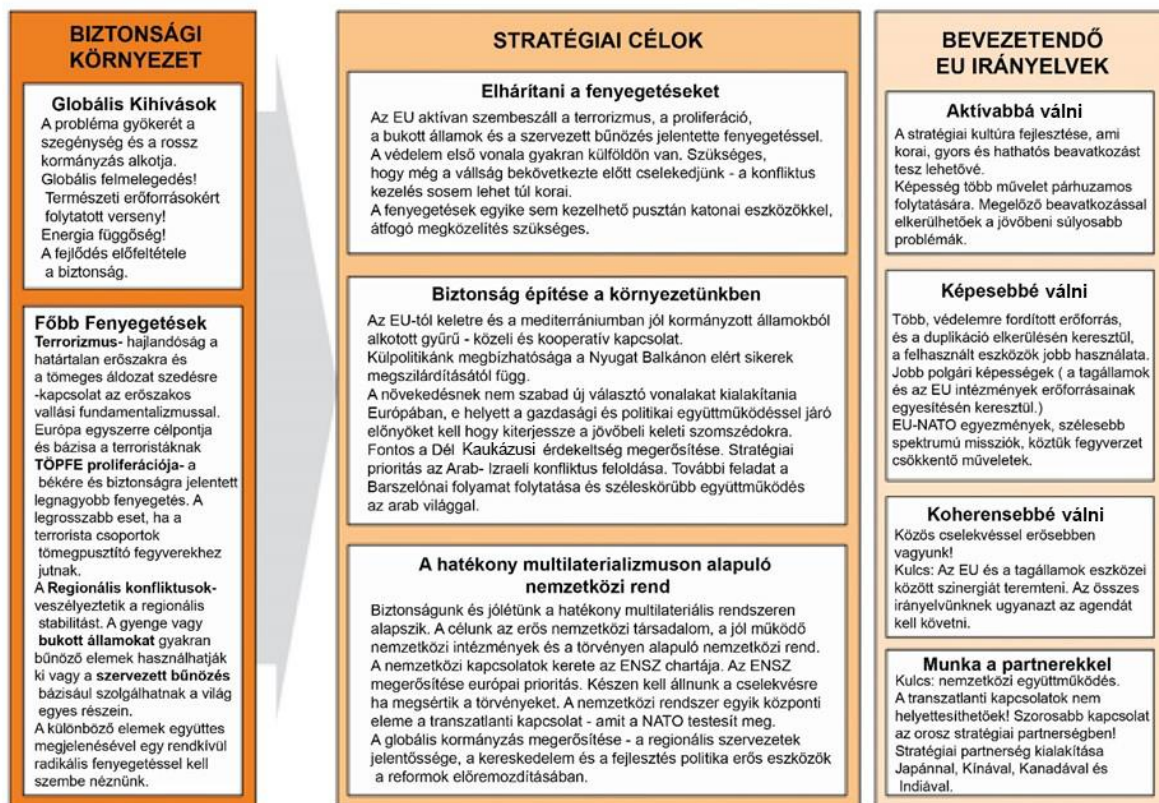 BIZTONSÁGI
KÖRNYEZET
Globális Kihívások
A probléma gyökerét a
szegénység és a rossz
kormányzás alkotja.
Globális felmelegedés!
Természeti erőforrásokért
folytatott verseny!
Energia függőség!
A fejlődés előfeltétele
a biztonság.
Főbb Fenyegetések
Terrorizmus- hajlandóság a
határtalan erőszakra és
a tömeges áldozat szedésre
-kapcsolat az erőszakos
vallási fundamentalizmussal.
Európa egyszerre célpontja
és bázisa a terroristáknak
TÖPFE proliferációja- a
békére és biztonságra jelentett
legnagyobb fenyegetés. A
legrosszabb eset, ha a
terrorista csoportok
tömegpusztító fegyverekhez
jutnak.
A Regionális konfliktusok-
veszélyeztetik a regionális
stabilitást. A gyenge vagy
bukott államokat gyakran
bűnöző elemek használhatják
ki vagy a szervezett bűnözés
bázisául szolgálhatnak a világ
egyes részein.
A különböző elemek együttes
megjelenésével egy rendkívül
radikális fenyegetéssel kell
szembe néznünk.
STRATÉGIAI CÉLOK
Elhárítani a fenyegetéseket
Az EU aktívan szembeszáll a terrorizmus, a proliferáció,
a bukott államok és a szervezett bűnözés jelentette fenyegetéssel.
A védelem első vonala gyakran külföldön van. Szükséges,
hogy még a vállság bekövetkezte előtt cselekedjünk - a konfliktus
kezelés sosem lehet túl korai.
A fenyegetések egyike sem kezelhető pusztán katonai eszközökkel,
átfogó megközelítés szükséges.
Biztonság építése a környezetünkben
Az EU-tól keletre és a mediterrániumban jól kormányzott államokból
alkotott gyűrű - közeli és kooperatív kapcsolat.
Külpolitikánk megbízhatósága a Nyugat Balkánon elért sikerek
megszilárdításától függ.
A növekedésnek nem szabad új választó vonalakat kialakítania
Európában, e helyett a gazdasági és politikai együttműködéssel járó
előnyöket kell hogy kiterjessze a jövőbeli keleti szomszédokra.
Fontos a Dél Kaukázusi érdekeltség megerősítése. Stratégiai
prioritás az Arab- Izraeli konfliktus feloldása. További feladat a
Barszelónai folyamat folytatása és széleskörűbb együttműködés
az arab világgal.
A hatékony multilaterializmuson alapuló
nemzetközi rend
Biztonságunk és jólétünk a hatékony multilateriális rendszeren
alapszik. A célunk az erős nemzetközi társadalom, a jól működő
nemzetközi intézmények és a törvényen alapuló nemzetközi rend.
A nemzetközi kapcsolatok kerete az ENSZ chartája. Az ENSZ
megerősítése európai prioritás. Készen kell állnunk a cselekvésre
ha megsértik a törvényeket. A nemzetközi rendszer egyik központi
eleme a transzatlanti kapcsolat - amit a NATO testesít meg.
A globális kormányzás megerősítése - a regionális szervezetek
jelentőssége, a kereskedelem és a fejlesztés politika erős eszközök
a reformok előremozdításában.
BEVEZETENDŐ
EU IRÁNYELVEK
Aktívabbá válni
A stratégiai kultúra fejlesztése, ami
korai, gyors és hathatós beavatkozást
tesz lehetővé.
Képesség több művelet párhuzamos
folytatására. Megelőző beavatkozással
elkerülhetőek a jövőbeni súlyosabb
problémák.
Képesebbé válni
Több, védelemre fordított erőforrás,
és a duplikáció elkerülésén keresztül,
a felhasznált eszközök jobb használata.
Jobb polgári képességek ( a tagállamok
és az EU intézmények erőforrásainak
egyesítésén keresztül.)
EU-NATO egyezmények, szélesebb
spektrumú missziók, köztük fegyverzet
csökkentő műveletek.
Koherensebbé válni
Közös cselekvéssel erősebben
vagyunk!
Kulcs: Az EU és a tagállamok eszközei
között szinergiát teremteni. Az összes
irányelvünknek ugyanazt az agendát
kell követni.
Munka a partnerekkel
Kulcs: nemzetközi együttműködés.
A transzatlanti kapcsolatok nem
helyettesíthetőek! Szorosabb kapcsolat
az orosz stratégiai partnerségben!
Stratégiai partnerség kialakítása
Japánnal, Kínával, Kanadával és
Indiával.